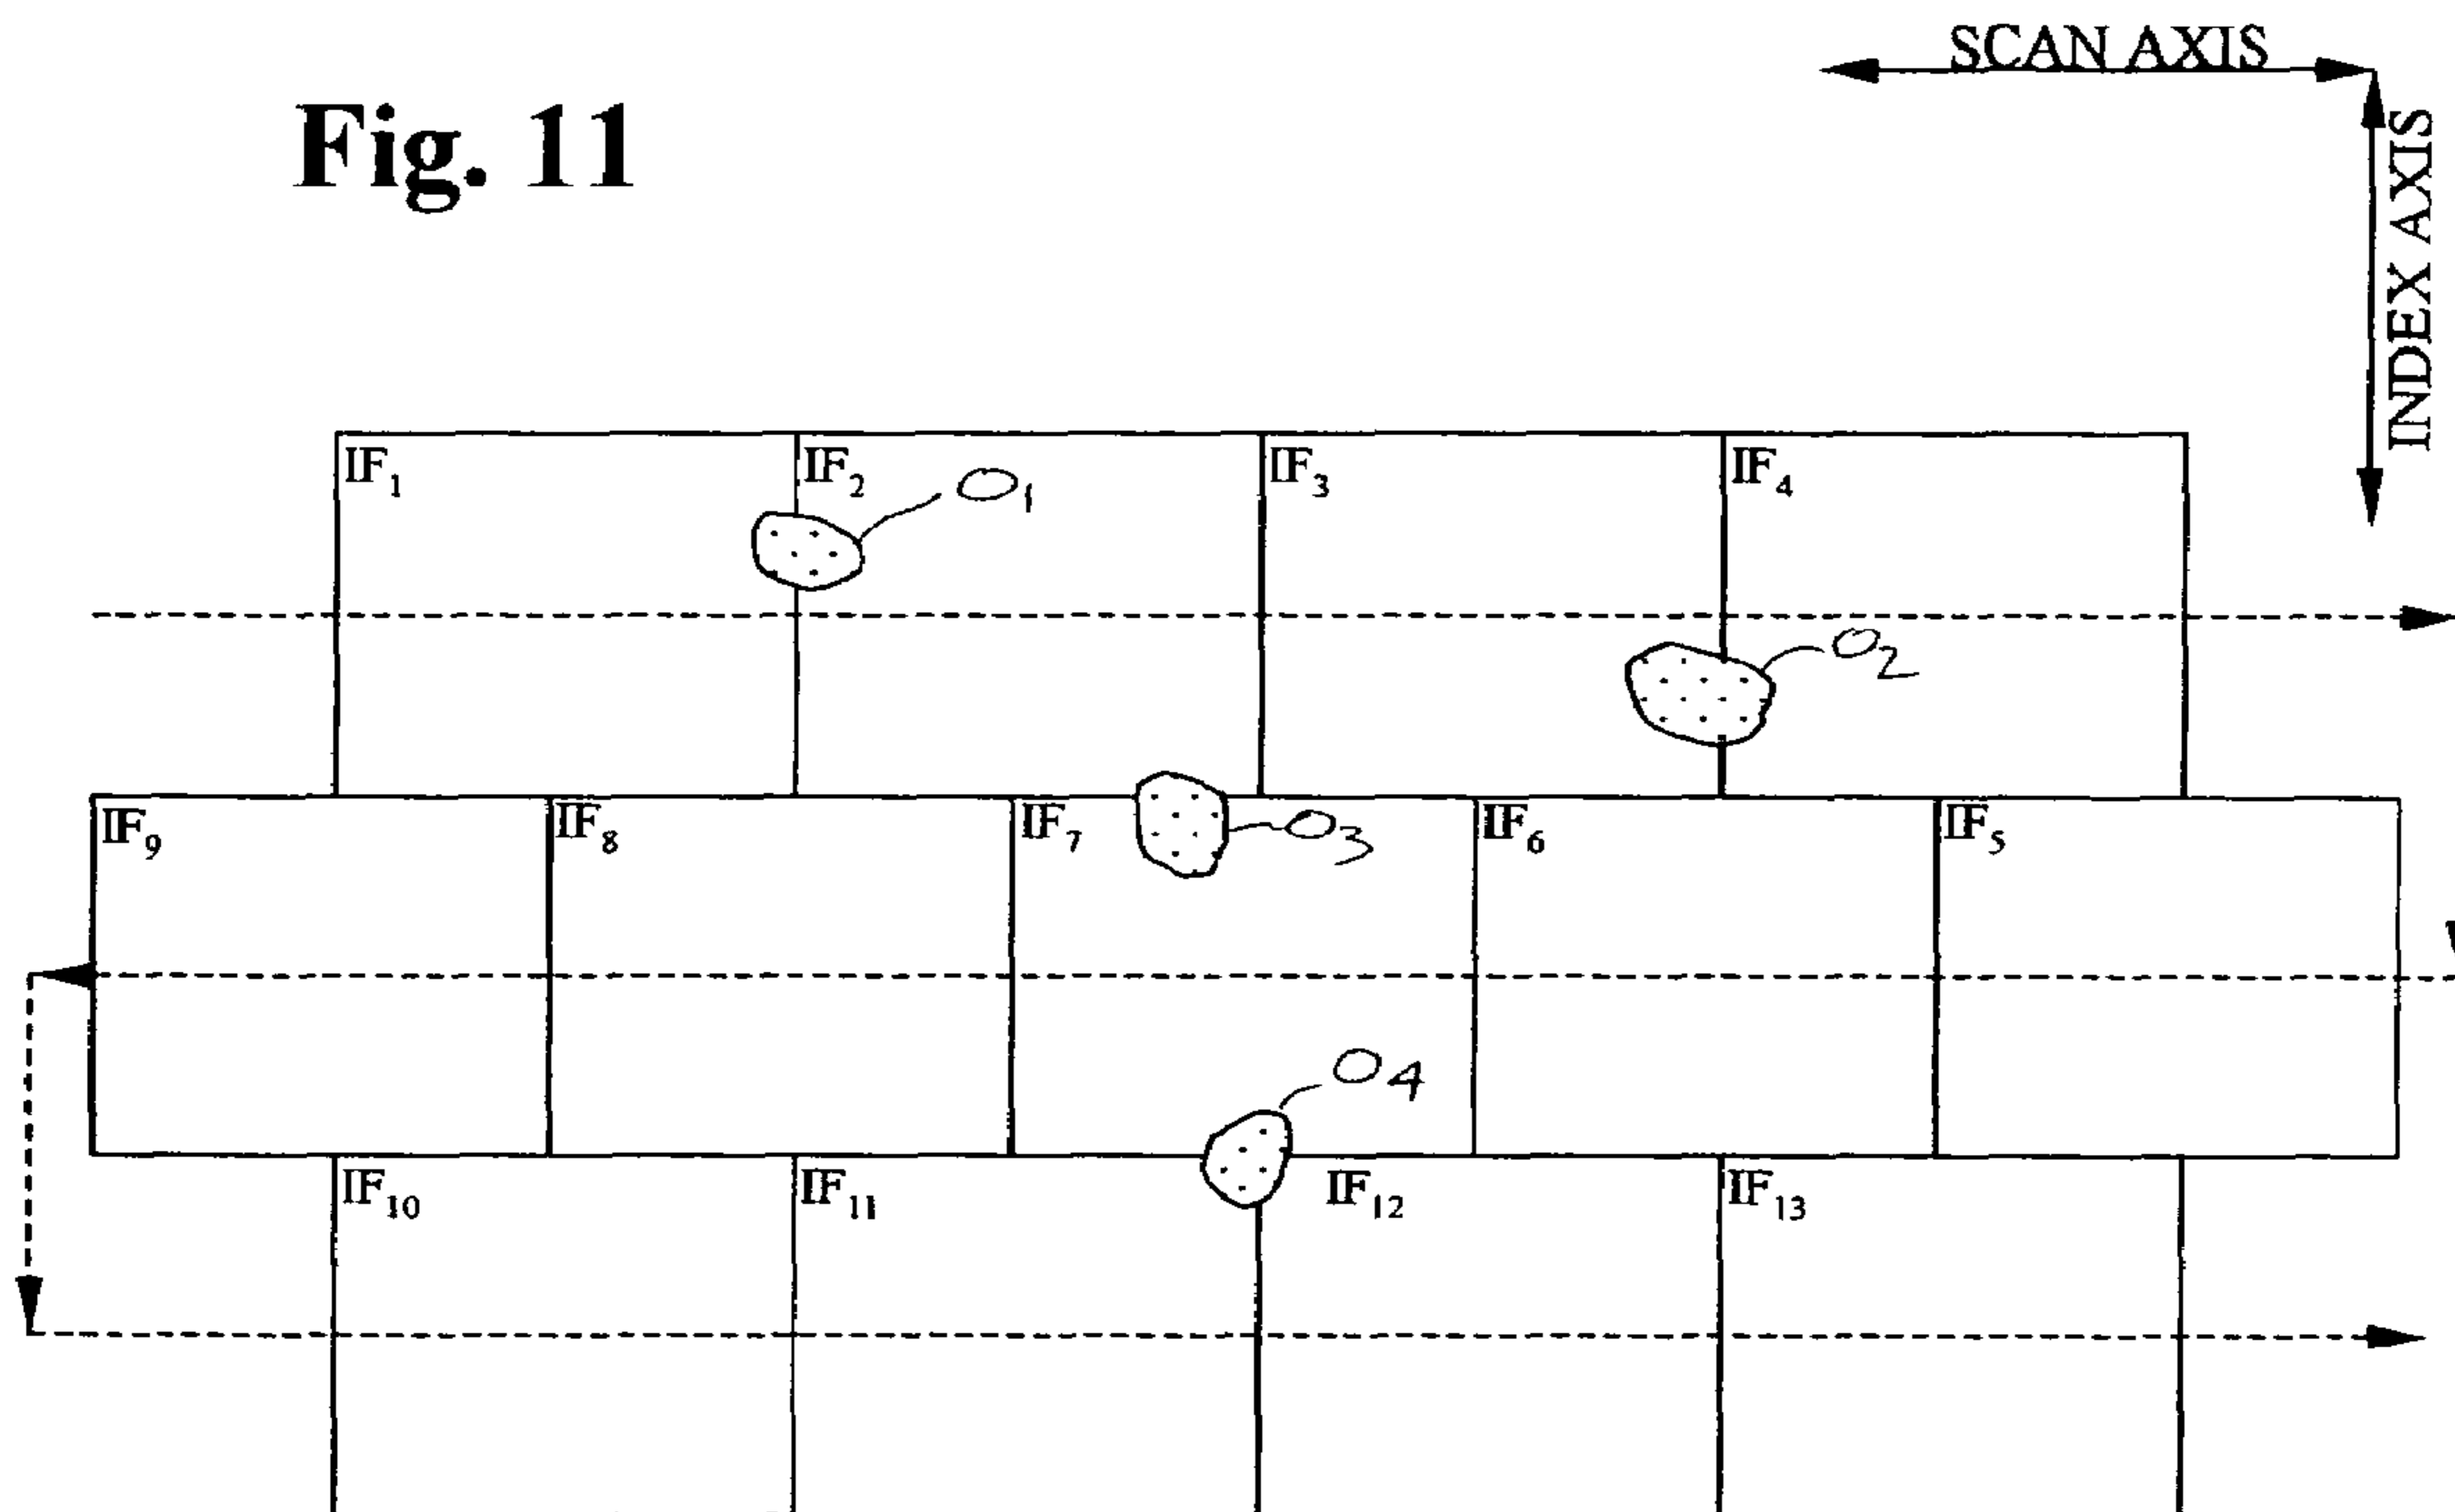 SCAN AXIS
INDEX AXIS
Fig. 11
IF1 IF2 O1 IF3 IF4
O2
IF9 IF8 IF7 O3 IF6 IF5
O4
IF10 IF11 IF12 IF13